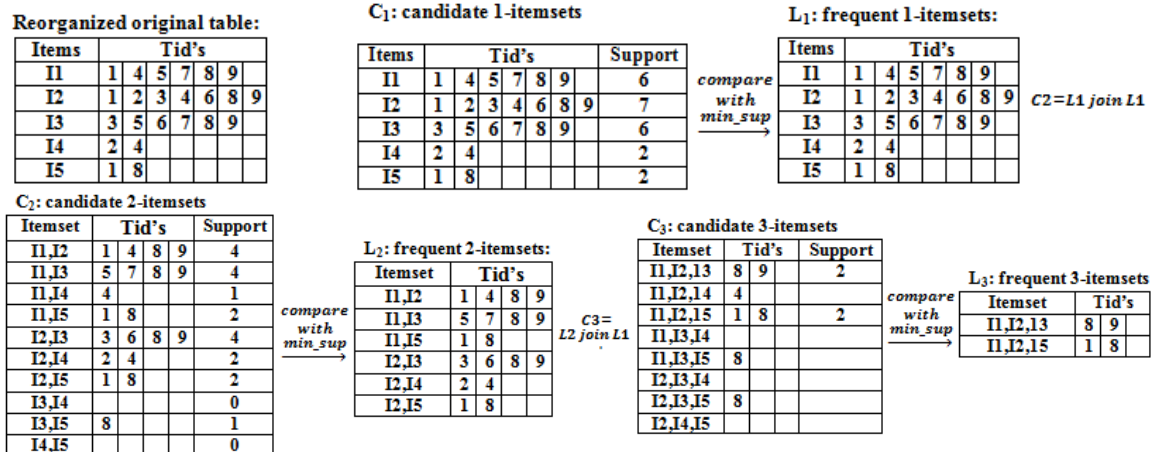 Reorganized original table:
Items Tid's
I1 1 4 5 7 8 9
I2 1 2 3 4 6 8 9
I3 3 5 6 7 8 9
I4 2 4
I5 1 8
C1: candidate 1-itemsets
Items Tid's Support
I1 1 4 5 7 8 9 6
I2 1 2 3 4 6 8 9 7
I3 3 5 6 7 8 9 6
I4 2 4 2
I5 1 8 2
compare
with
min_sup
L1: frequent 1-itemsets:
Items Tid's
I1 1 4 5 7 8 9
I2 1 2 3 4 6 8 9
I3 3 5 6 7 8 9
I4 2 4
I5 1 8
C2=L1 join L1
C2: candidate 2-itemsets
Itemset Tid's Support
I1,I2 1 4 8 9 4
I1,I3 5 7 8 9 4
I1,I4 4 1
I1,I5 1 8 2
I2,I3 3 6 8 9 4
I2,I4 2 4 2
I2,I5 1 8 2
I3,I4 0
I3,I5 8 1
I4,I5 0
compare
with
min_sup
L2: frequent 2-itemsets:
Itemset Tid's
I1,I2 1 4 8 9
I1,I3 5 7 8 9
I1,I5 1 8
I2,I3 3 6 8 9
I2,I4 2 4
I2,I5 1 8
C3=
L2 join L1
C3: candidate 3-itemsets
Itemset Tid's Support
I1,I2,13 8 9 2
I1,I2,14 4
I1,I2,15 1 8 2
I1,I3,I4
I1,I3,I5 8
I2,I3,I4
I2,I3,I5 8
I2,I4,I5
compare
with
min_sup
L3: frequent 3-itemsets
Itemset Tid's
I1,I2,13 8 9
I1,I2,15 1 8